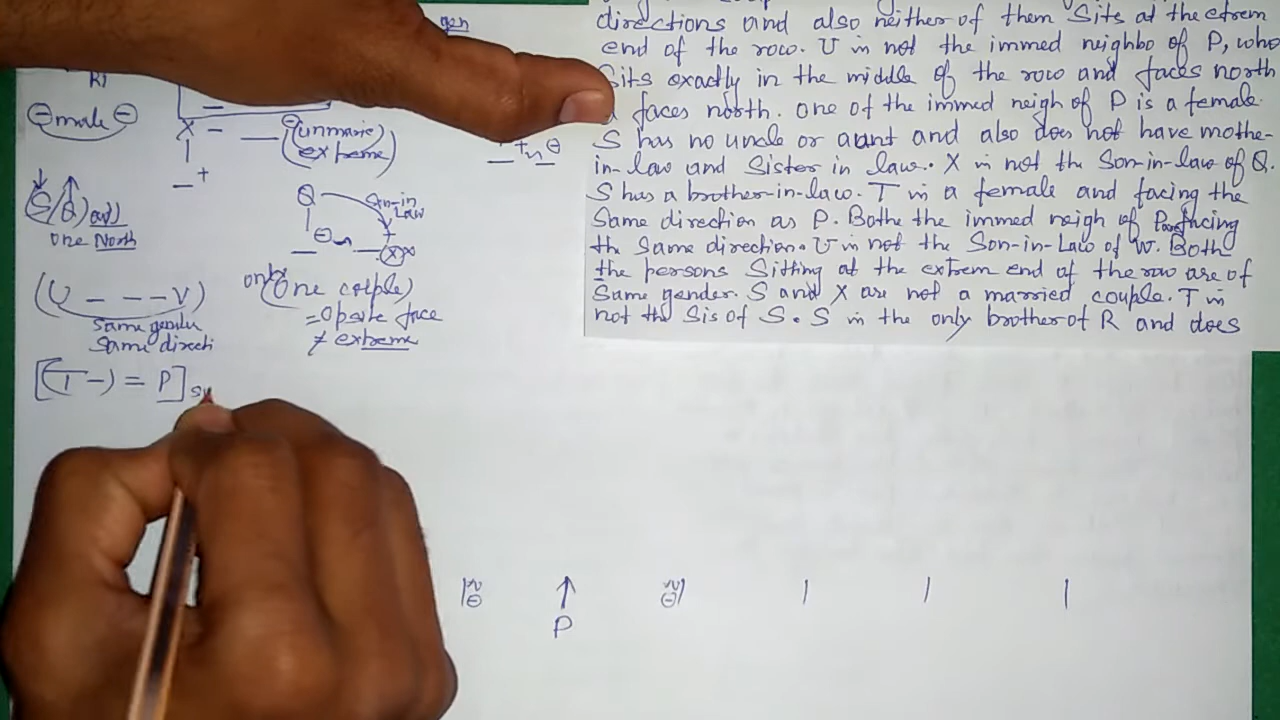 gen
directions and also neither of them Sits at the etrem
end of the row. U is not the immed neighbo of P, who
Sits exactly in the middle of the row and faces north
faces north. one of the immed neigh of P is a female.
S has no uncle or aunt and also does not have mothe-
in-law and Sister in law. X is not the Son-in-law of Q.
S has a brother-in-law. T is a female and facing the
Same direction as P. Bothe the immed neigh of P are facing
the Same direction. U is not the Son-in-Law of W. Both
the persons Sitting at the extrem end of the row are of
Same gender. S and X are not a married couple. T is
not the Sis of S. S is the only brother of R and does
⊖ male ⊖
X - — ⊖ (unmarie)
extreme
— +
— + ~ ⊖ —
S/Q) and)
one North
Q Son-in Law
⊖ ~ — +
(X)x
(U - - - V)
Same gender
Same directi
only (One couple)
= Oposite face
≠ extreme
[(T -) = P]
⊖ ↑ ⊖ | | |
P